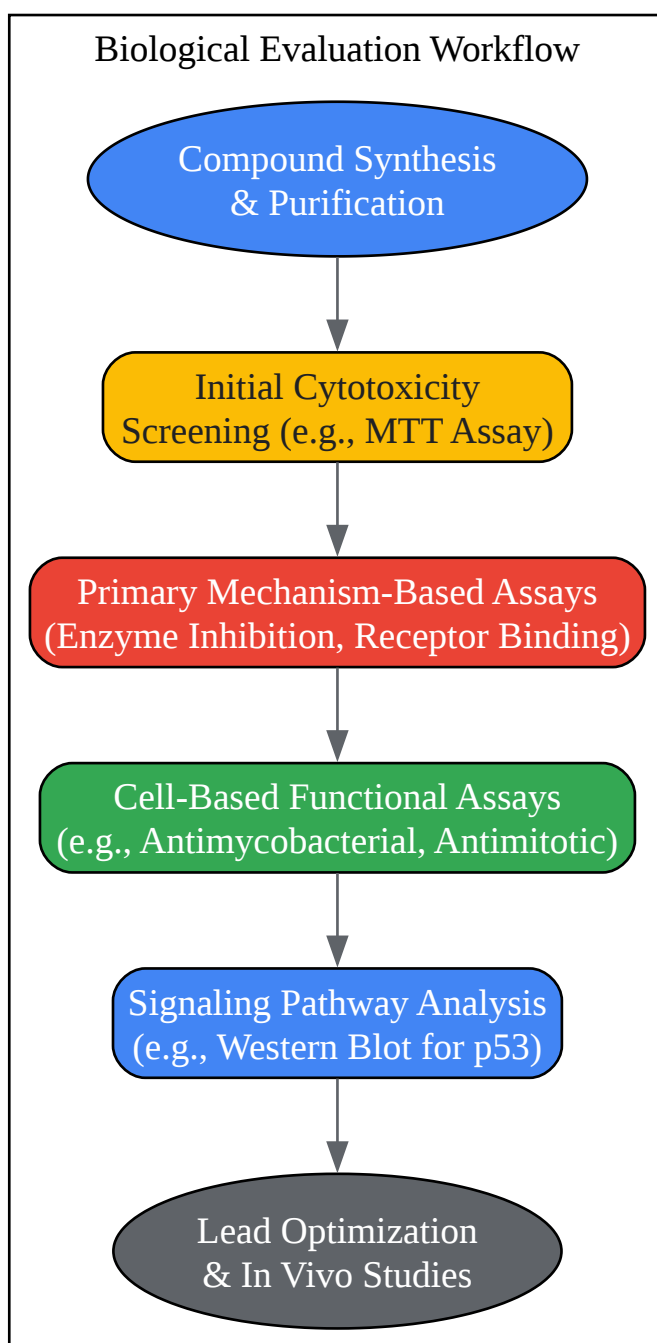 Biological Evaluation Workflow
Compound Synthesis
& Purification
Initial Cytotoxicity
Screening (e.g., MTT Assay)
Primary Mechanism-Based Assays
(Enzyme Inhibition, Receptor Binding)
Cell-Based Functional Assays
(e.g., Antimycobacterial, Antimitotic)
Signaling Pathway Analysis
(e.g., Western Blot for p53)
Lead Optimization
& In Vivo Studies